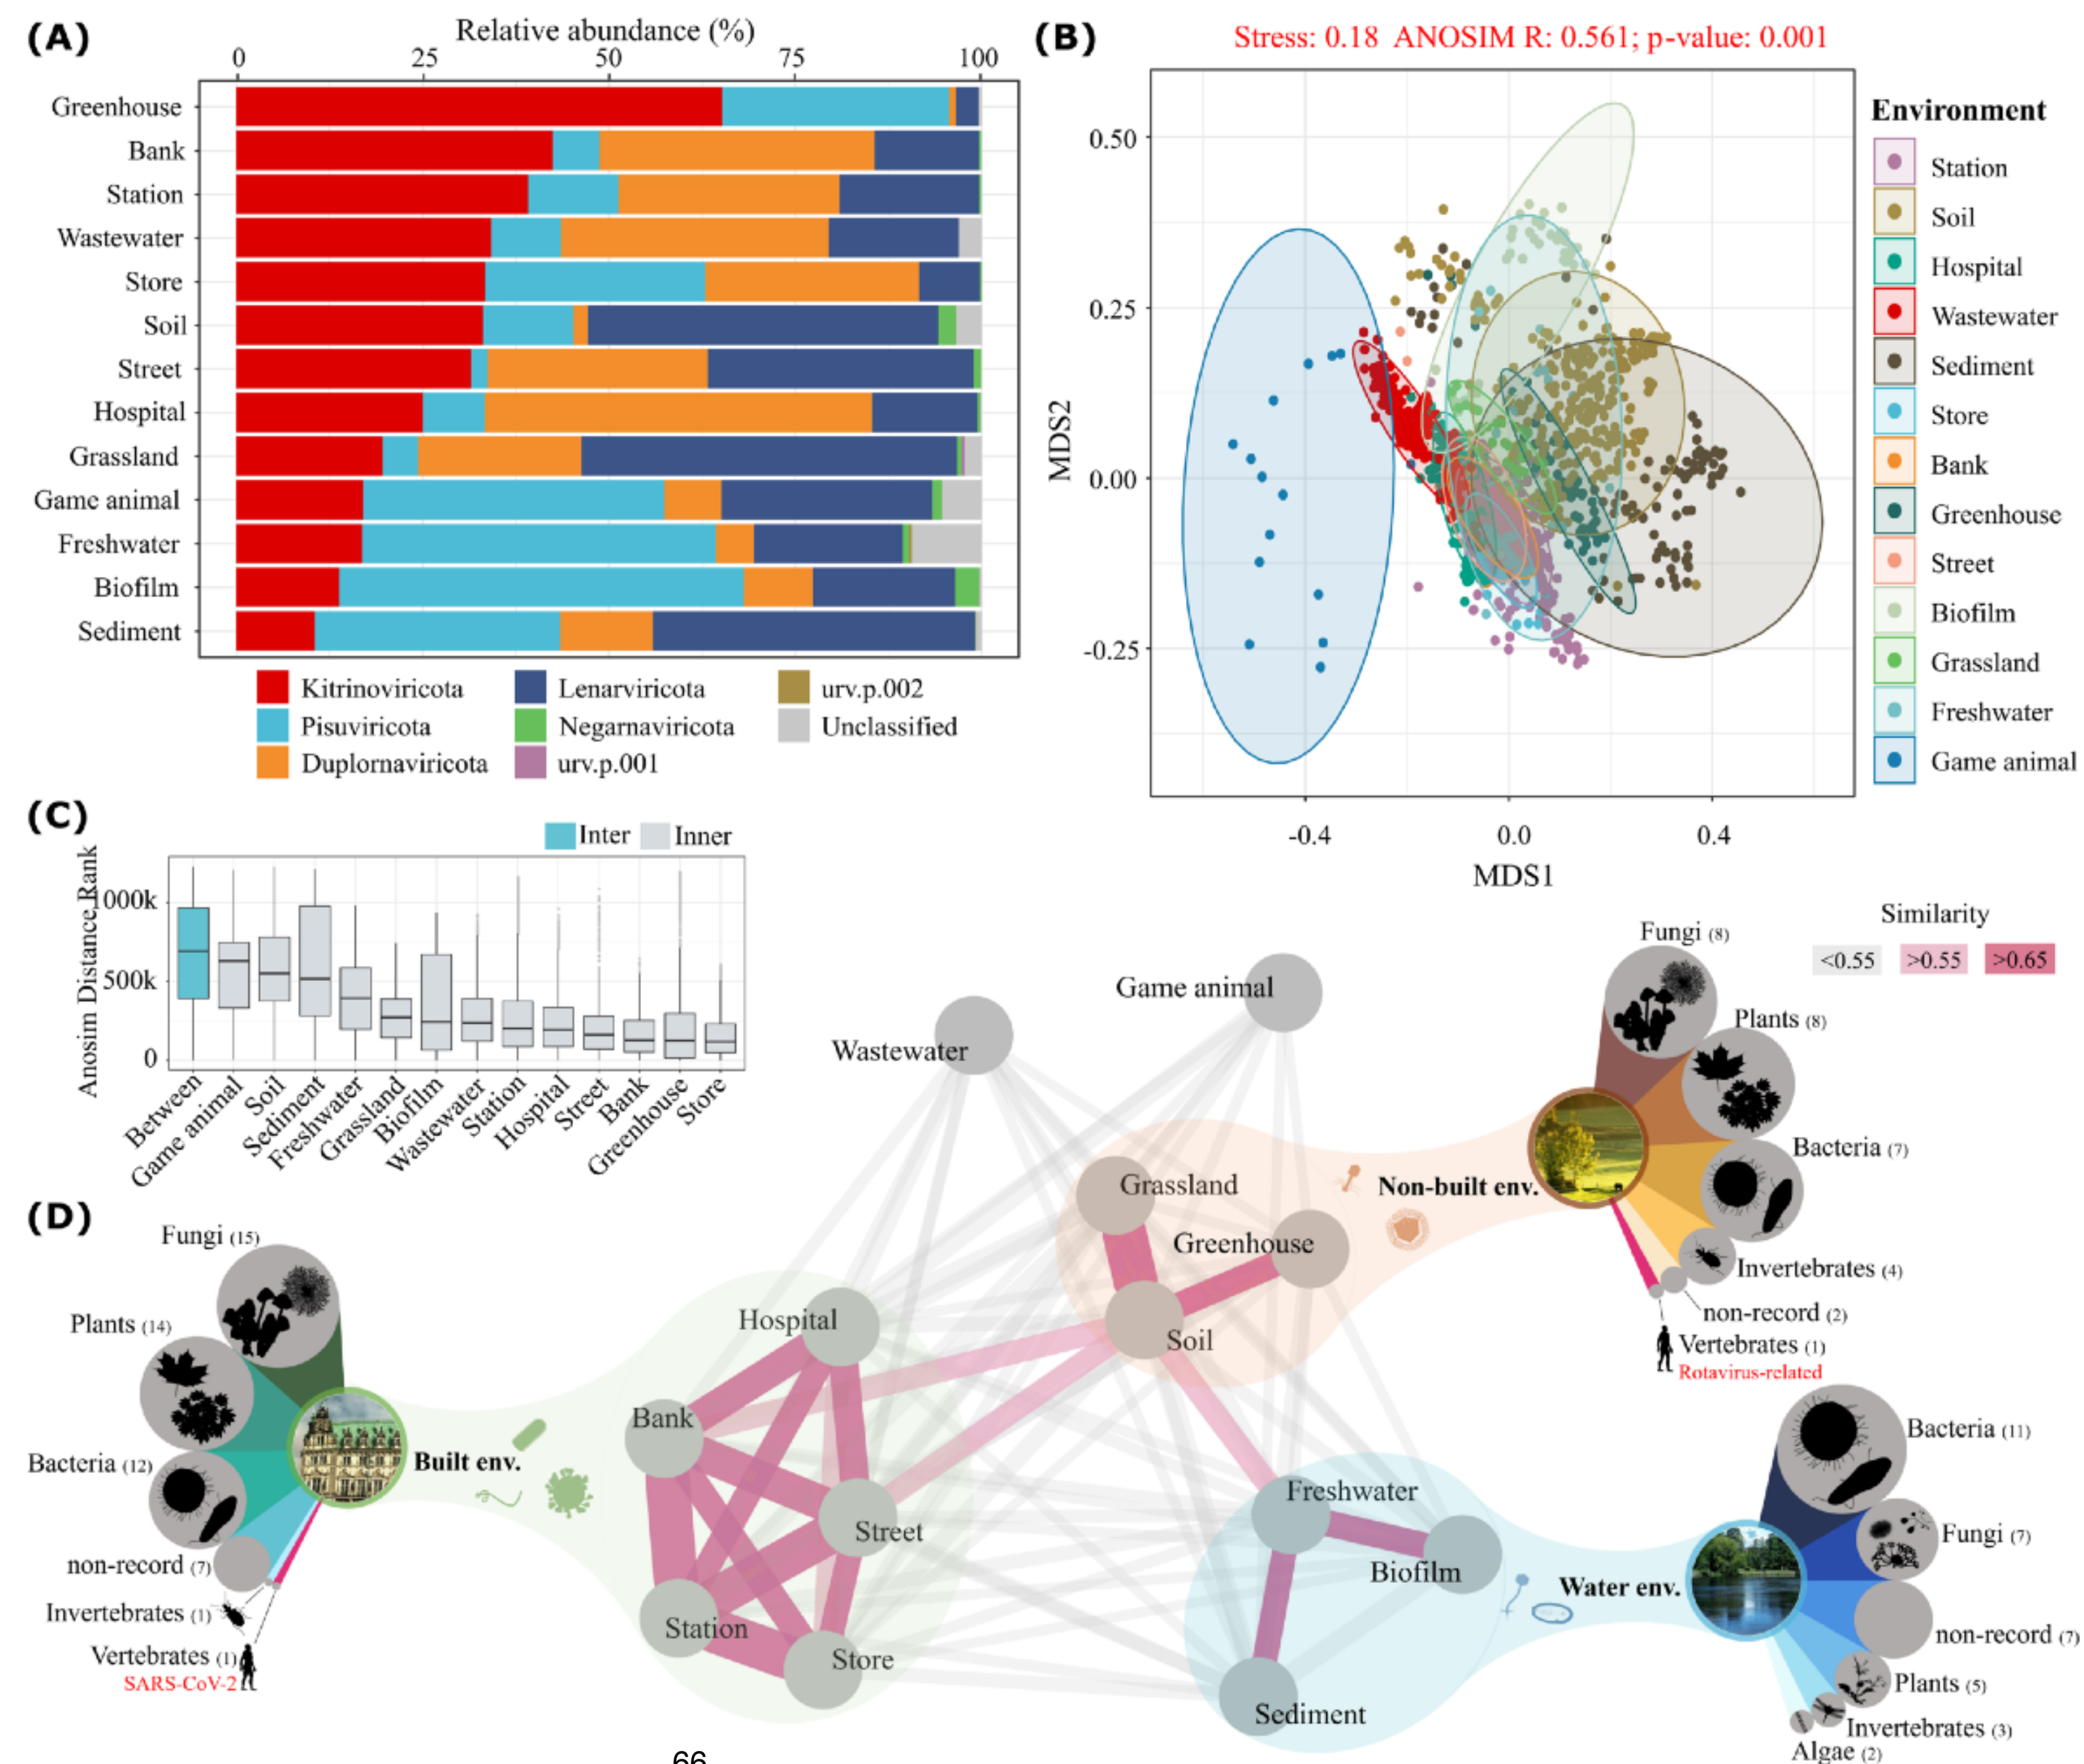 (A)
Relative abundance (%)
0 25 50 75 100
Greenhouse
Bank
Station
Wastewater
Store
Soil
Street
Hospital
Grassland
Game animal
Freshwater
Biofilm
Sediment
Kitrinoviricota
Pisuviricota
Duplornaviricota
Lenarviricota
Negarnaviricota
urv.p.001
urv.p.002
Unclassified
(B)
Stress: 0.18 ANOSIM R: 0.561; p-value: 0.001
MDS2
0.50
0.25
0.00
-0.25
-0.4 0.0 0.4
MDS1
Environment
Station
Soil
Hospital
Wastewater
Sediment
Store
Bank
Greenhouse
Street
Biofilm
Grassland
Freshwater
Game animal
(C)
Inter Inner
Anosim Distance Rank
1000k
500k
0
Between
Game animal
Soil
Sediment
Freshwater
Grassland
Biofilm
Wastewater
Station
Hospital
Street
Bank
Greenhouse
Store
(D)
Similarity
<0.55 >0.55 >0.65
Wastewater
Game animal
Grassland
Greenhouse
Soil
Non-built env.
Fungi (8)
Plants (8)
Bacteria (7)
Invertebrates (4)
non-record (2)
Vertebrates (1)
Rotavirus-related
Fungi (15)
Plants (14)
Bacteria (12)
non-record (7)
Invertebrates (1)
Vertebrates (1)
SARS-CoV-2
Built env.
Hospital
Bank
Street
Station
Store
Freshwater
Biofilm
Sediment
Water env.
Bacteria (11)
Fungi (7)
non-record (7)
Plants (5)
Invertebrates (3)
Algae (2)
66